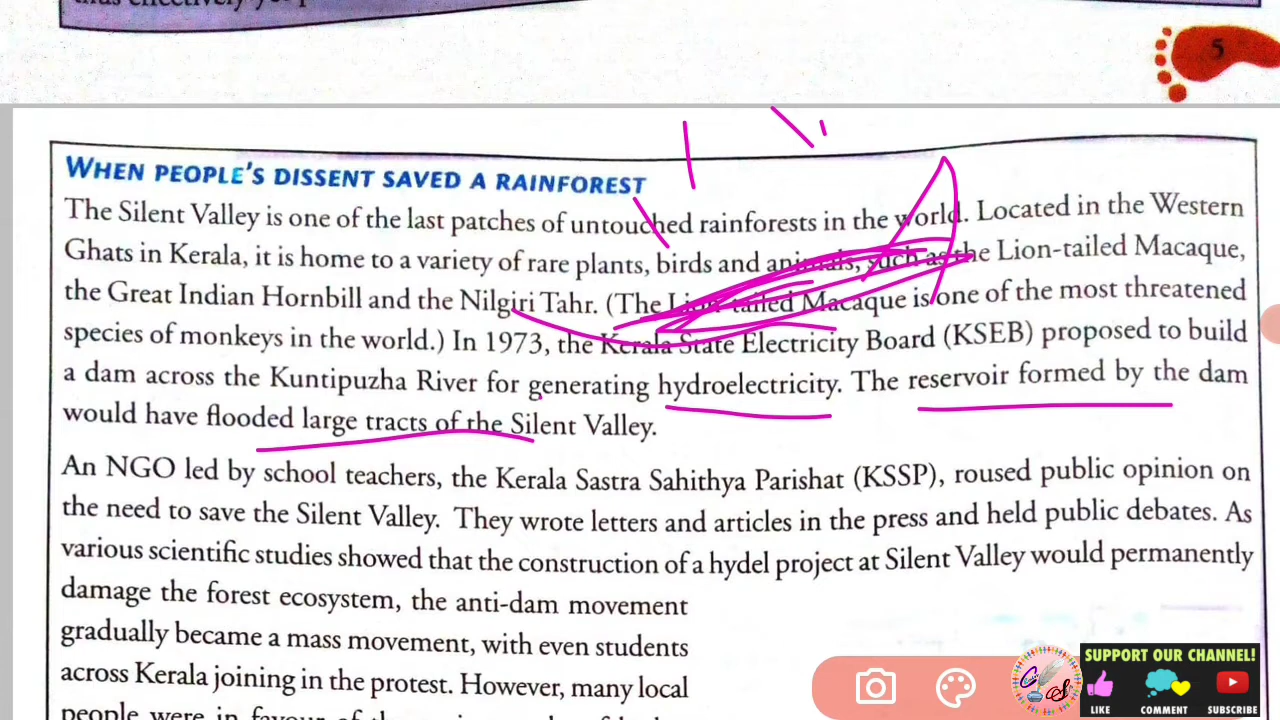 5
WHEN PEOPLE'S DISSENT SAVED A RAINFOREST
The Silent Valley is one of the last patches of untouched rainforests in the world. Located in the Western
Ghats in Kerala, it is home to a variety of rare plants, birds and animals, such as the Lion-tailed Macaque,
the Great Indian Hornbill and the Nilgiri Tahr. (The Lion-tailed Macaque is one of the most threatened
species of monkeys in the world.) In 1973, the Kerala State Electricity Board (KSEB) proposed to build
a dam across the Kuntipuzha River for generating hydroelectricity. The reservoir formed by the dam
would have flooded large tracts of the Silent Valley.
An NGO led by school teachers, the Kerala Sastra Sahithya Parishat (KSSP), roused public opinion on
the need to save the Silent Valley. They wrote letters and articles in the press and held public debates. As
various scientific studies showed that the construction of a hydel project at Silent Valley would permanently
damage the forest ecosystem, the anti-dam movement
gradually became a mass movement, with even students
across Kerala joining in the protest. However, many local
people were in favour of
SUPPORT OUR CHANNEL!
LIKE COMMENT SUBSCRIBE